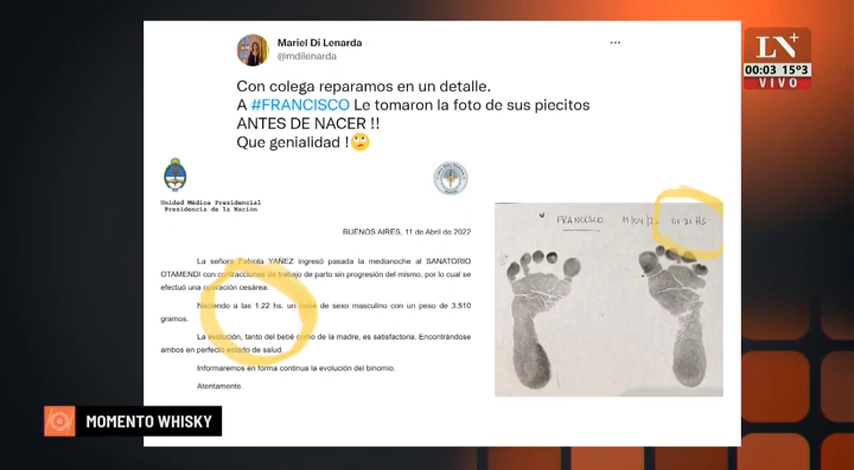 Mariel Di Lenarda
@mdilenarda
...
LN+
00:03 15º3
VIVO
Con colega reparamos en un detalle.
A #FRANCISCO Le tomaron la foto de sus piecitos
ANTES DE NACER !!
Que genialidad !🙄
Unidad Médica Presidencial
Presidencia de la Nación
BUENOS AIRES, 11 de Abril de 2022
La señora Fabiola YAÑEZ ingresó pasada la medianoche al SANATORIO
OTAMENDI con contracciones de trabajo de parto sin progresión del mismo, por lo cual se
efectuó una operación cesárea.
Naciendo a las 1.22 hs. un bebé de sexo masculino con un peso de 3.510
gramos.
La evolución, tanto del bebé como de la madre, es satisfactoria. Encontrándose
ambos en perfecto estado de salud.
Informaremos en forma continua la evolución del binomio.
Atentamente.
FRANCISCO 11/04/22 01:21 HS
MOMENTO WHISKY